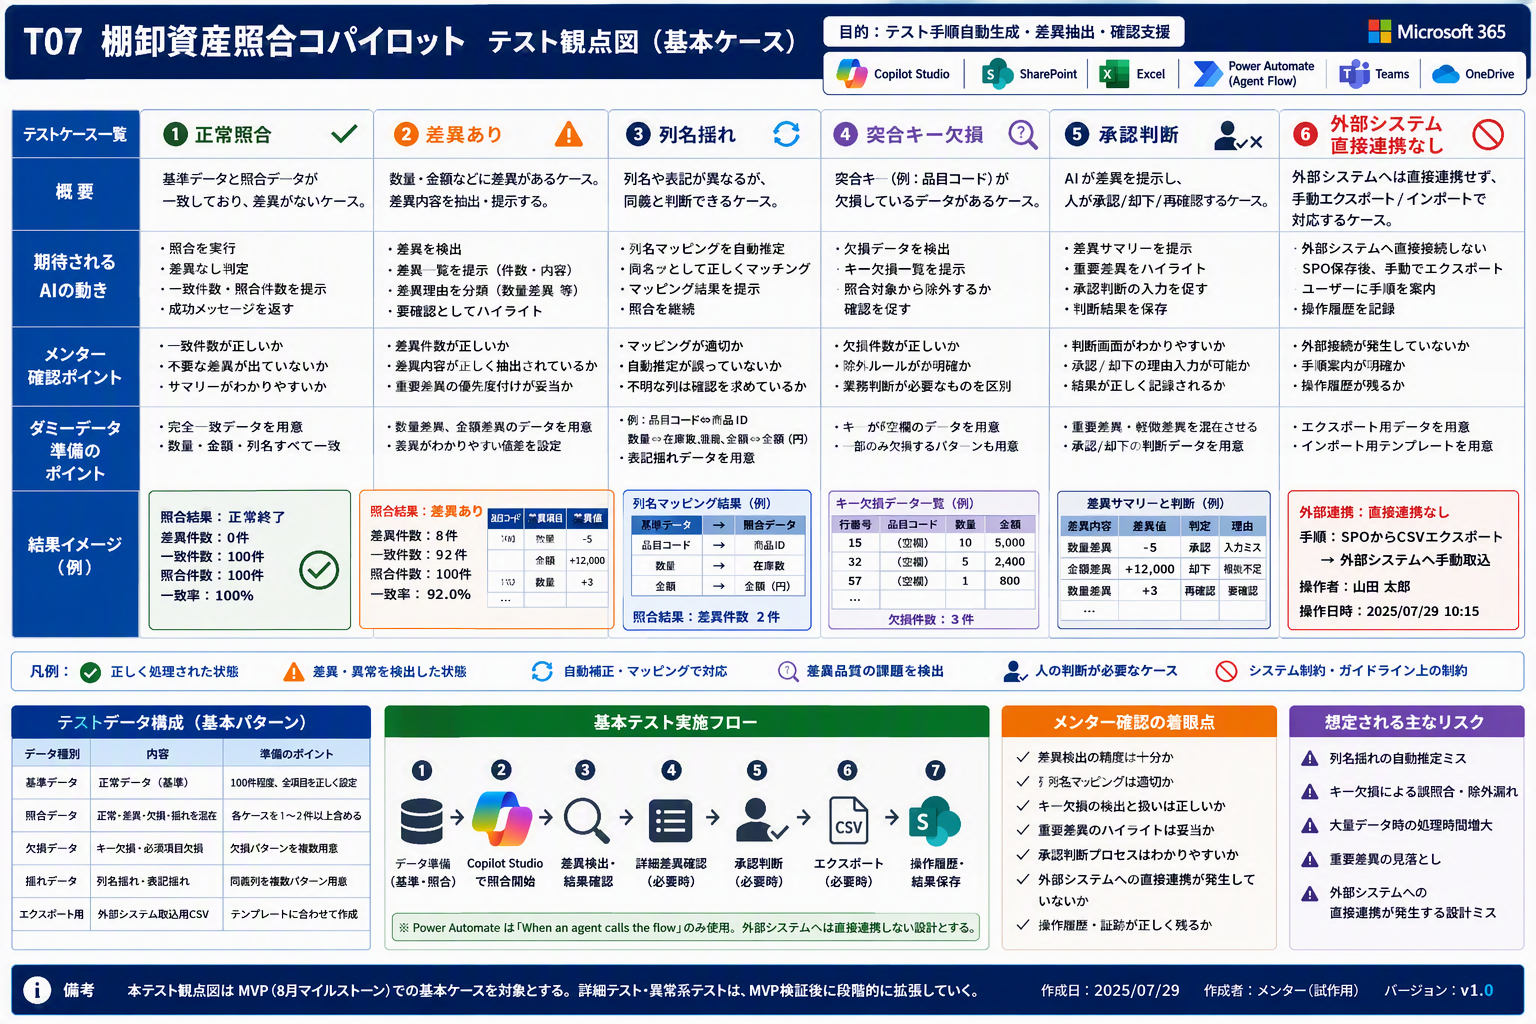 T07 棚卸資産照合コパイロット テスト観点図（基本ケース）
目的：テスト手順自動生成・差異抽出・確認支援
Microsoft 365
Copilot Studio
SharePoint
Excel
Power Automate
(Agent Flow)
Teams
OneDrive
テストケース一覧
1 正常照合
2 差異あり
3 列名揺れ
4 突合キー欠損
5 承認判断
6 外部システム
直接連携なし
概 要
基準データと照合データが
一致しており、差異がないケース。
数量・金額などに差異があるケース。
差異内容を抽出・提示する。
列名や表記が異なるが、
同義と判断できるケース。
突合キー（例：品目コード）が
欠損しているデータがあるケース。
AI が差異を提示し、
人が承認/却下/再確認するケース。
外部システムへは直接連携せず、
手動エクスポート / インポートで
対応するケース。
期待される
AIの動き
・照合を実行
・差異なし判定
・一致件数・照合件数を提示
・成功メッセージを返す
・差異を検出
・差異一覧を提示（件数・内容）
・差異理由を分類（数量差異 等）
・要確認としてハイライト
・列名マッピングを自動推定
・として正しくマッチング
・マッピング結果を提示
・照合を継続
・欠損データを検出
・キー欠損一覧を提示
・照合対象から除外するか
確認を促す
・差異サマリーを提示
・重要差異をハイライト
・承認判断の入力を促す
・判断結果を保存
・外部システムへ直接接続しない
・SPO保存後、手動でエクスポート
・ユーザーに手順を案内
・操作履歴を記録
メンター
確認ポイント
・一致件数が正しいか
・不要な差異が出ていないか
・サマリーがわかりやすいか
・差異件数が正しいか
・差異内容が正しく抽出されているか
・重要差異の優先度付けが妥当か
・マッピングが適切か
・自動推定が誤っていないか
・不明な列は確認を求めているか
・欠損件数が正しいか
・除外ルールがか明確か
・業務判断が必要なものを区別
・判断画面がわかりやすいか
・承認 / 却下の理由入力が可能か
・結果が正しく記録されるか
・外部接続が発生していないか
・手順案内が明確か
・操作履歴が残るか
ダミーデータ
準備の
ポイント
・完全一致データを用意
・数量・金額・列名すべて一致
・数量差異、金額差異のデータを用意
・差異がわかりやすい値差を設定
・例：品目コード⇔商品 ID
数量⇔在庫数、金額⇔金額（円）
・表記揺れデータを用意
・キーが空欄のデータを用意
・一部のみ欠損するパターンも用意
・重要差異・軽微差異を混在させる
・承認/却下の判断データを用意
・エクスポート用データを用意
・インポート用テンプレートを用意
結果イメージ
（例）
照合結果：正常終了
差異件数：0件
一致件数：100件
照合件数：100件
一致率：100%
照合結果：差異あり
差異件数：8件
一致件数：92件
照合件数：100件
一致率：92.0%
品目コード 差異項目 差異値
数量 -5
金額 +12,000
数量 +3
…
列名マッピング結果（例）
基準データ → 照合データ
品目コード → 商品ID
数量 → 在庫数
金額 → 金額（円）
照合結果：差異件数 2件
キー欠損データ一覧（例）
行番号 品目コード 数量 金額
15 （空欄） 10 5,000
32 （空欄） 5 2,400
57 （空欄） 1 800
…
欠損件数：3件
差異サマリーと判断（例）
差異内容 差異値 判定 理由
数量差異 -5 承認 入力ミス
金額差異 +12,000 却下 根拠不足
数量差異 +3 再確認 要確認
…
外部連携：直接連携なし
手順：SPOからCSVエクスポート
→ 外部システムへ手動取込
操作者：山田 太郎
操作日時：2025/07/29 10:15
凡例：
正しく処理された状態
差異・異常を検出した状態
自動補正・マッピングで対応
差異品質の課題を検出
人の判断が必要なケース
システム制約・ガイドライン上の制約
テストデータ構成（基本パターン）
データ種別 内容 準備のポイント
基準データ 正常データ（基準） 100件程度、全項目を正しく設定
照合データ 正常・差異・欠損・揺れを混在 各ケースを1～2件以上含める
欠損データ キー欠損・必須項目欠損 欠損パターンを複数用意
揺れデータ 列名揺れ・表記揺れ 同義列を複数パターン用意
エクスポート用 外部システム取込用CSV テンプレートに合わせて作成
基本テスト実施フロー
1 2 3 4 5 6 7
CSV
S
データ準備
（基準・照合）
Copilot Studio
で照合開始
差異検出・
結果確認
詳細差異確認
（必要時）
承認判断
（必要時）
エクスポート
（必要時）
操作履歴・
結果保存
※ Power Automate は「When an agent calls the flow」のみ使用。外部システムへは直接連携しない設計とする。
メンター確認の着眼点
✓ 差異検出の精度は十分か
✓ 列名マッピングは適切か
✓ キー欠損の検出と扱いは正しいか
✓ 重要差異のハイライトは妥当か
✓ 承認判断プロセスはわかりやすいか
✓ 外部システムへの直接連携が発生して
いないか
✓ 操作履歴・証跡が正しく残るか
想定される主なリスク
列名揺れの自動推定ミス
キー欠損による誤照合・除外漏れ
大量データ時の処理時間増大
重要差異の見落とし
外部システムへの
直接連携が発生する設計ミス
備考
本テスト観点図は MVP（8月マイルストーン）での基本ケースを対象とする。詳細テスト・異常系テストは、MVP検証後に段階的に拡張していく。
作成日：2025/07/29
作成者：メンター（試作用）
バージョン：v1.0